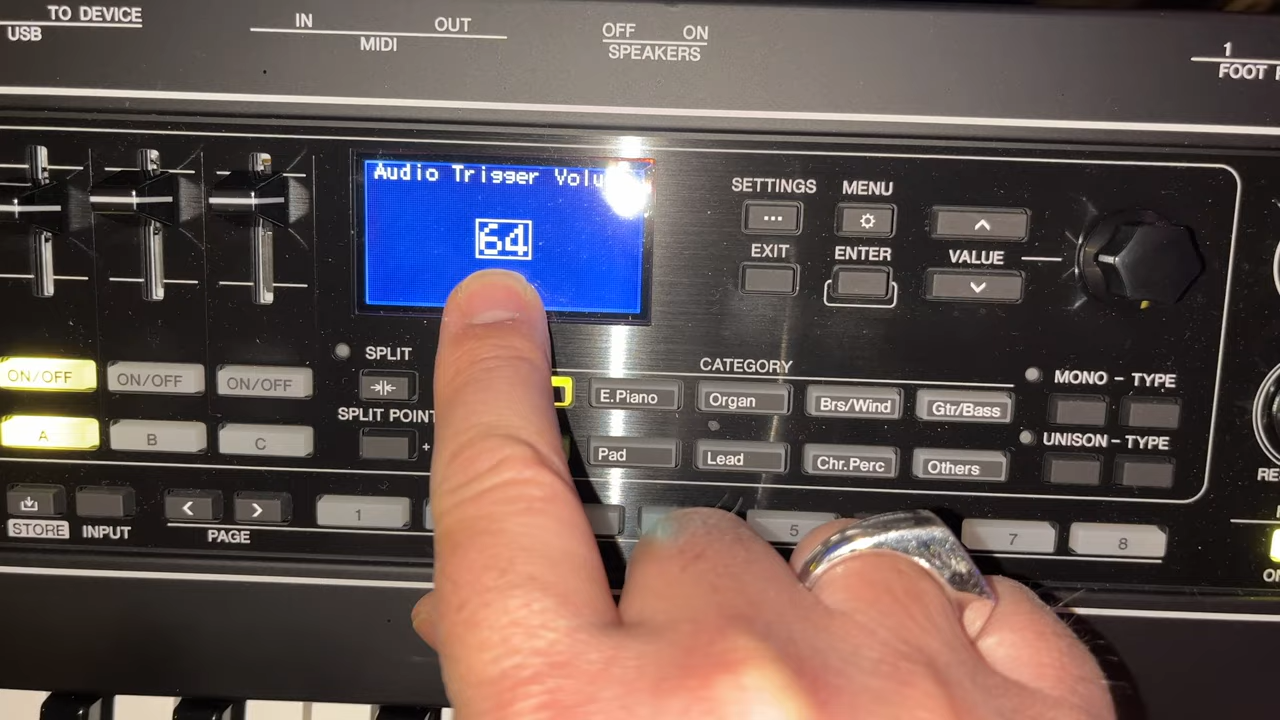 TO DEVICE
USB
IN OUT
MIDI
OFF ON
SPEAKERS
1
FOOT
Audio Trigger
64
SETTINGS MENU
EXIT ENTER VALUE
SPLIT
SPLIT POINT
+
ON/OFF ON/OFF ON/OFF
A B C
CATEGORY
E.Piano Organ Brs/Wind Gtr/Bass
Pad Lead Chr.Perc Others
MONO - TYPE
UNISON - TYPE
STORE INPUT PAGE
1 5 7 8